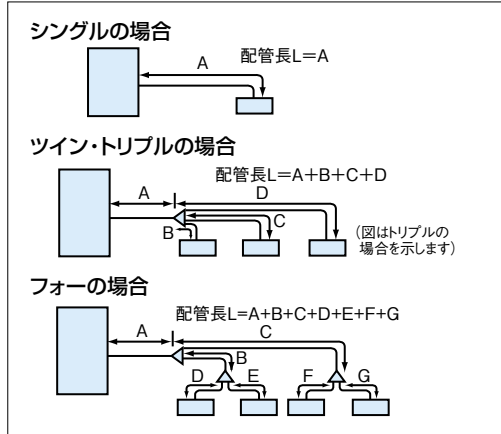 シングルの場合
A
配管長L=A
ツイン・トリプルの場合
配管長L=A+B+C+D
A
D
C
B
(図はトリプルの
場合を示します)
フォーの場合
配管長L=A+B+C+D+E+F+G
A
C
B
D
E
F
G